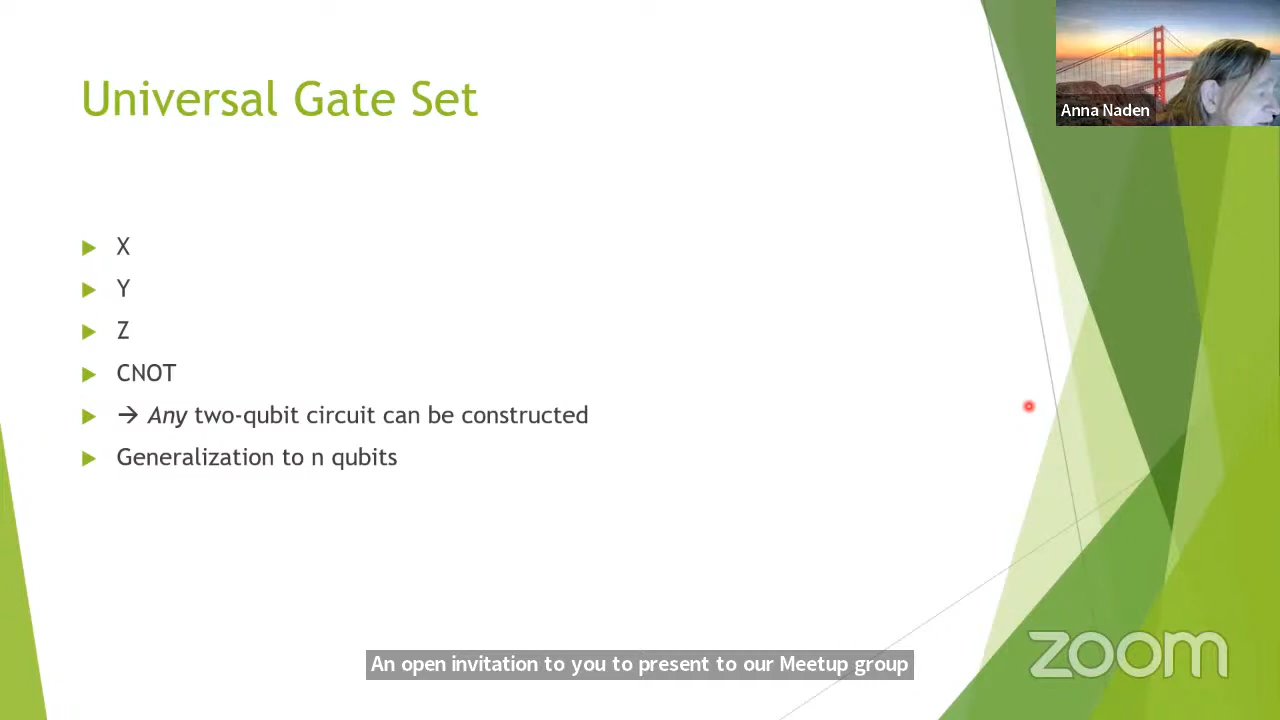 Universal Gate Set
Anna Naden
X
Y
Z
CNOT
→ Any two-qubit circuit can be constructed
Generalization to n qubits
An open invitation to you to present to our Meetup group
zoom